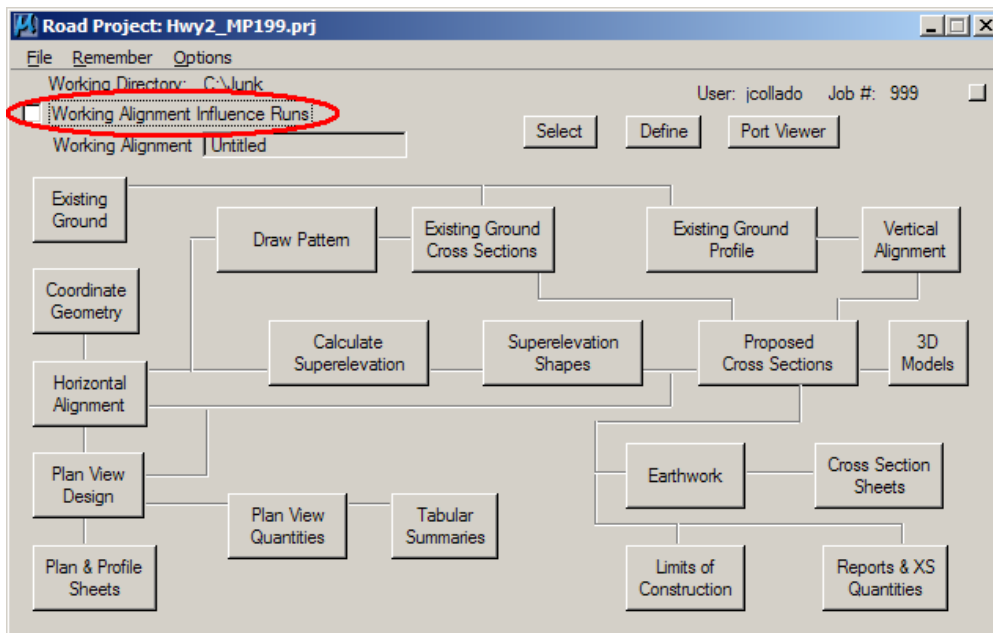 Road Project: Hwy2_MP199.prj
File Remember Options
Working Directory: C:\Junk
User: jcollado Job #: 999
Working Alignment Influence Runs
Select Define Port Viewer
Working Alignment Untitled
Existing
Ground
Draw Pattern
Existing Ground
Cross Sections
Existing Ground
Profile
Vertical
Alignment
Coordinate
Geometry
Calculate
Superelevation
Superelevation
Shapes
Proposed
Cross Sections
3D
Models
Horizontal
Alignment
Plan View
Design
Earthwork
Cross Section
Sheets
Plan View
Quantities
Tabular
Summaries
Plan & Profile
Sheets
Limits of
Construction
Reports & XS
Quantities